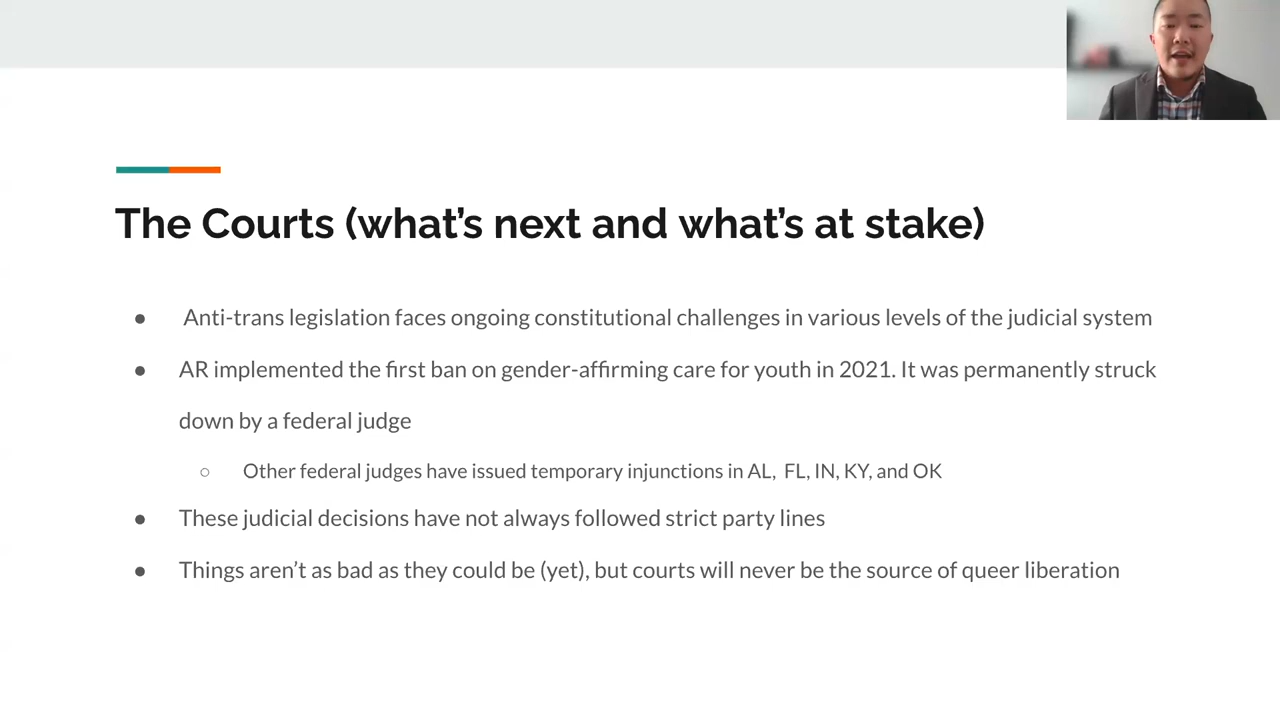 The Courts (what's next and what's at stake)
● Anti-trans legislation faces ongoing constitutional challenges in various levels of the judicial system
● AR implemented the first ban on gender-affirming care for youth in 2021. It was permanently struck
down by a federal judge
○ Other federal judges have issued temporary injunctions in AL, FL, IN, KY, and OK
● These judicial decisions have not always followed strict party lines
● Things aren't as bad as they could be (yet), but courts will never be the source of queer liberation